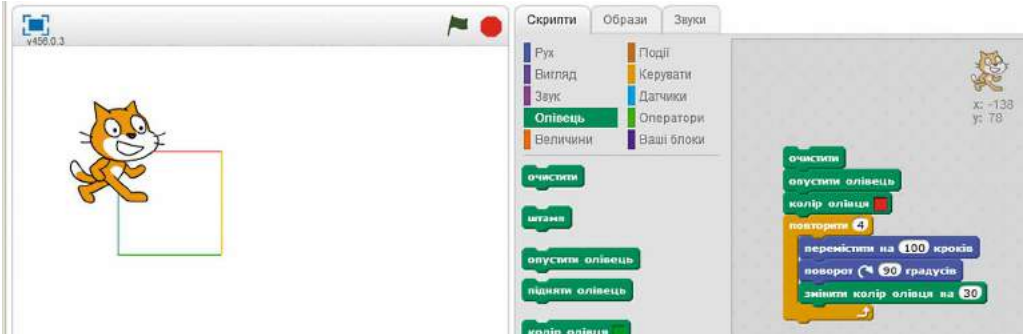 v456.0.3
Скрипти
Образи
Звуки
Рух
Події
Вигляд
Керувати
Звук
Датчики
Олівець
Оператори
Величини
Ваші блоки
очистити
штамп
опустити олівець
підняти олівець
колір олівця
x: -138
y: 78
очистити
опустити олівець
колір олівця
повторити 4
перемістити на 100 кроків
поворот 90 градусів
змінити колір олівця на 30